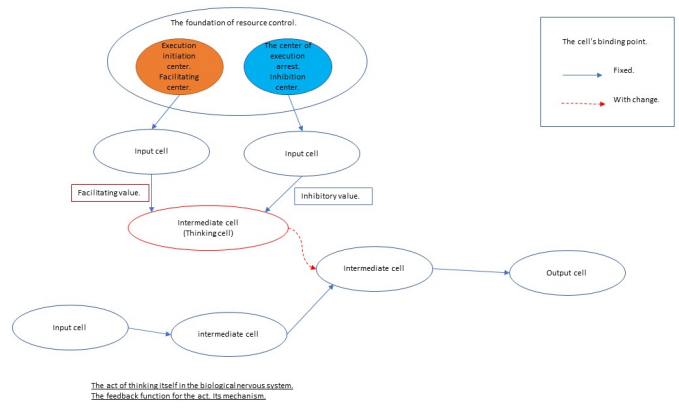 The foundation of resource control.
Execution
initiation
center.
Facilitating
center.
The center of
execution
arrest.
Inhibition
center.
The cell's binding point.
Fixed.
With change.
Input cell
Input cell
Facilitating value.
Inhibitory value.
Intermediate cell
(Thinking cell)
Intermediate cell
Output cell
Input cell
intermediate cell
The act of thinking itself in the biological nervous system.
The feedback function for the act. Its mechanism.